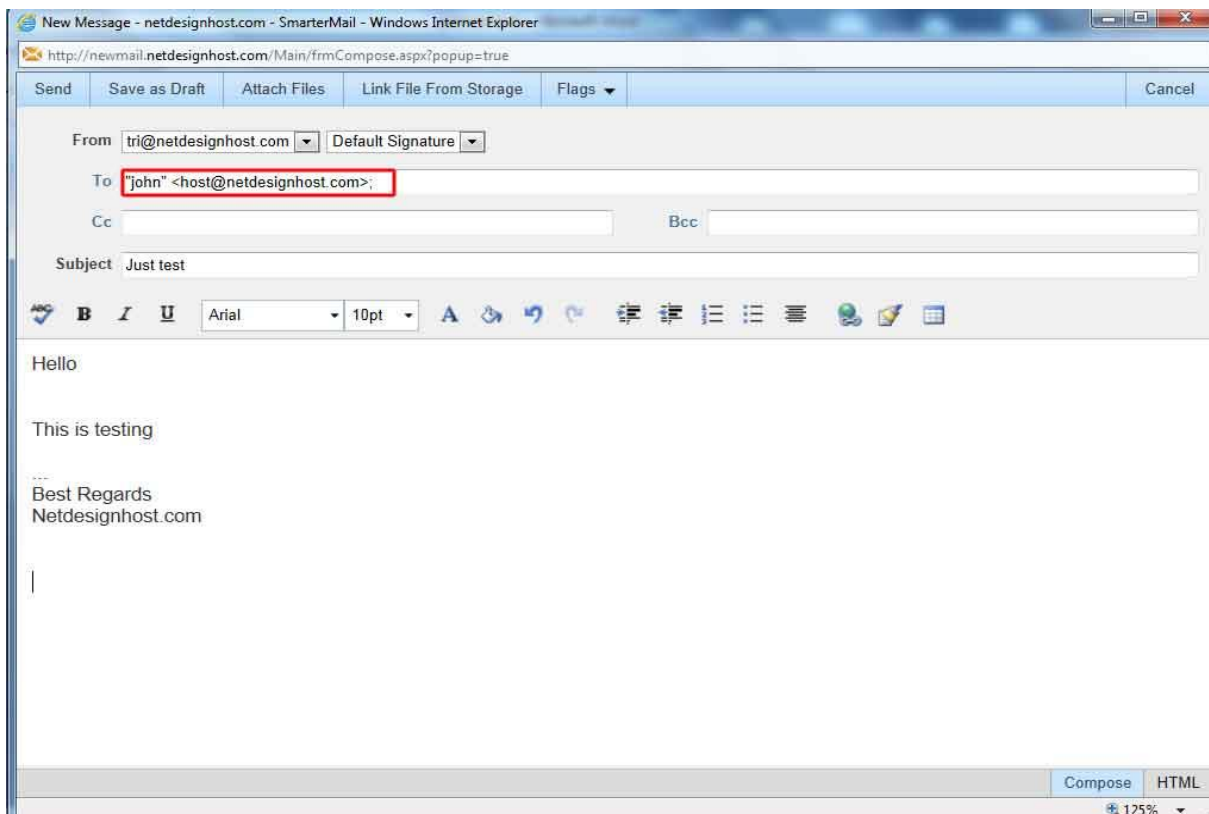 New Message - netdesignhost.com - SmarterMail - Windows Internet Explorer
http://newmail.netdesignhost.com/Main/frmCompose.aspx?popup=true
Send Save as Draft Attach Files Link File From Storage Flags Cancel
From tri@netdesignhost.com Default Signature
To "john" <host@netdesignhost.com>;
Cc Bcc
Subject Just test
ABC B I U Arial 10pt A
Hello
This is testing
---
Best Regards
Netdesignhost.com
Compose HTML
125%